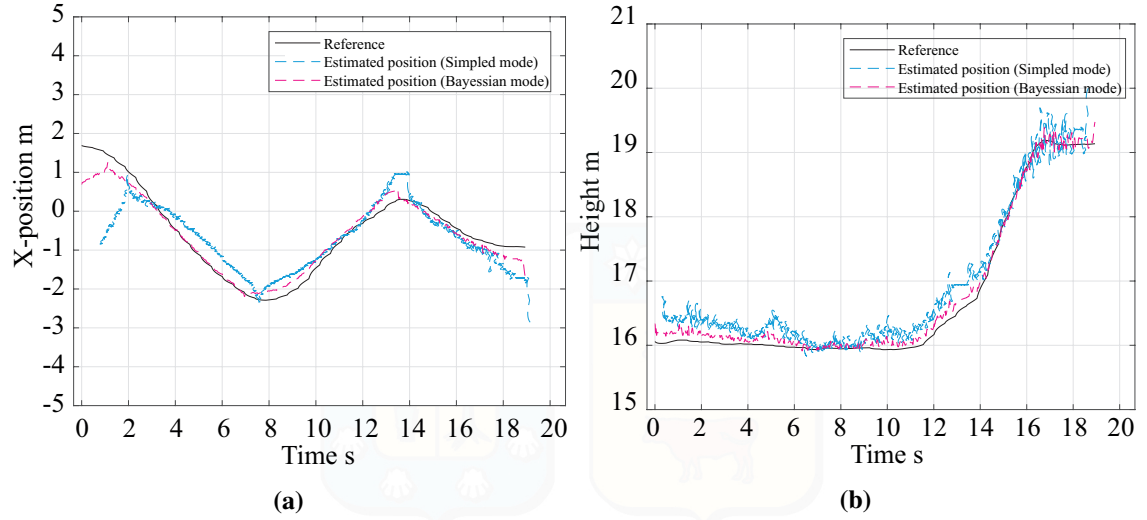 5
4
3
2
1
0
-1
-2
-3
-4
-5
X-position m
Reference
Estimated position (Simpled mode)
Estimated position (Bayessian mode)
0 2 4 6 8 10 12 14 16 18 20
Time s
(a)
21
20
19
18
17
16
15
Height m
Reference
Estimated position (Simpled mode)
Estimated position (Bayessian mode)
0 2 4 6 8 10 12 14 16 18 20
Time s
(b)